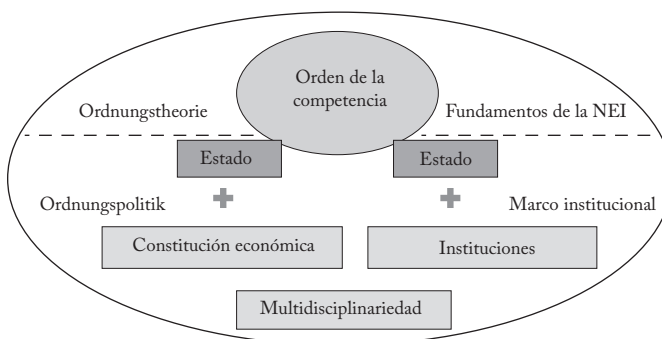 Orden de la
competencia
Ordnungstheorie
Fundamentos de la NEI
Estado
Estado
Ordnungspolitik
Marco institucional
Constitución económica
Instituciones
Multidisciplinariedad